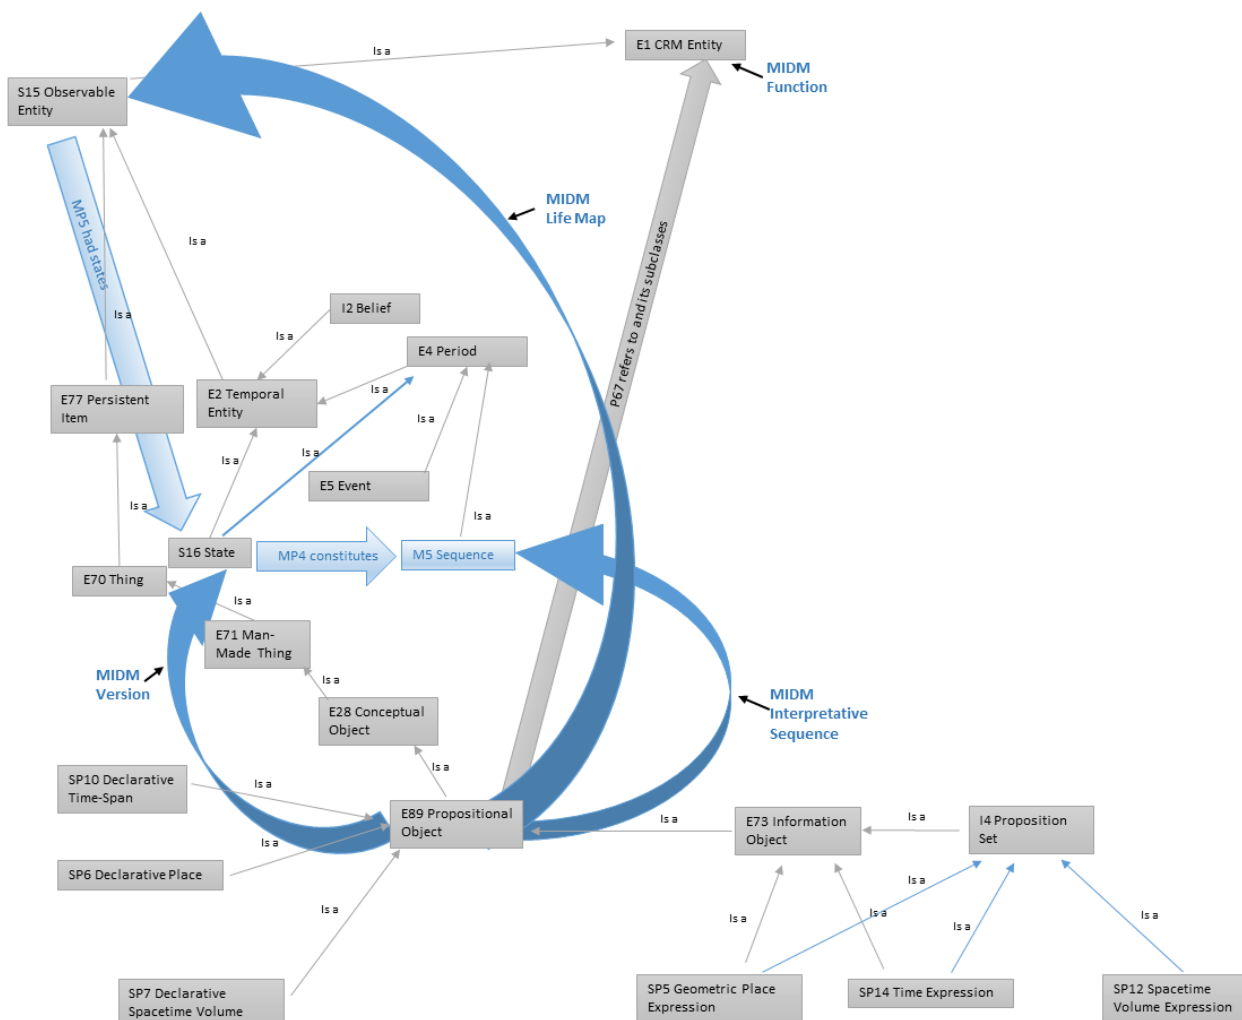 E1 CRM Entity
Is a
MIDM
Function
S15 Observable
Entity
MIDM
Life Map
MP5 had states
Is a
P67 refers to and its subclasses
I2 Belief
Is a
Is a
E4 Period
E77 Persistent
Item
E2 Temporal
Entity
Is a
Is a
Is a
Is a
E5 Event
Is a
Is a
S16 State
MP4 constitutes
M5 Sequence
E70 Thing
Is a
E71 Man-
Made Thing
MIDM
Version
Is a
MIDM
Interpretative
Sequence
E28 Conceptual
Object
Is a
SP10 Declarative
Time-Span
Is a
E89 Propositional
Object
Is a
E73 Information
Object
Is a
I4 Proposition
Set
Is a
SP6 Declarative Place
Is a
Is a
Is a
Is a
Is a
Is a
SP7 Declarative
Spacetime Volume
SP5 Geometric Place
Expression
SP14 Time Expression
SP12 Spacetime
Volume Expression